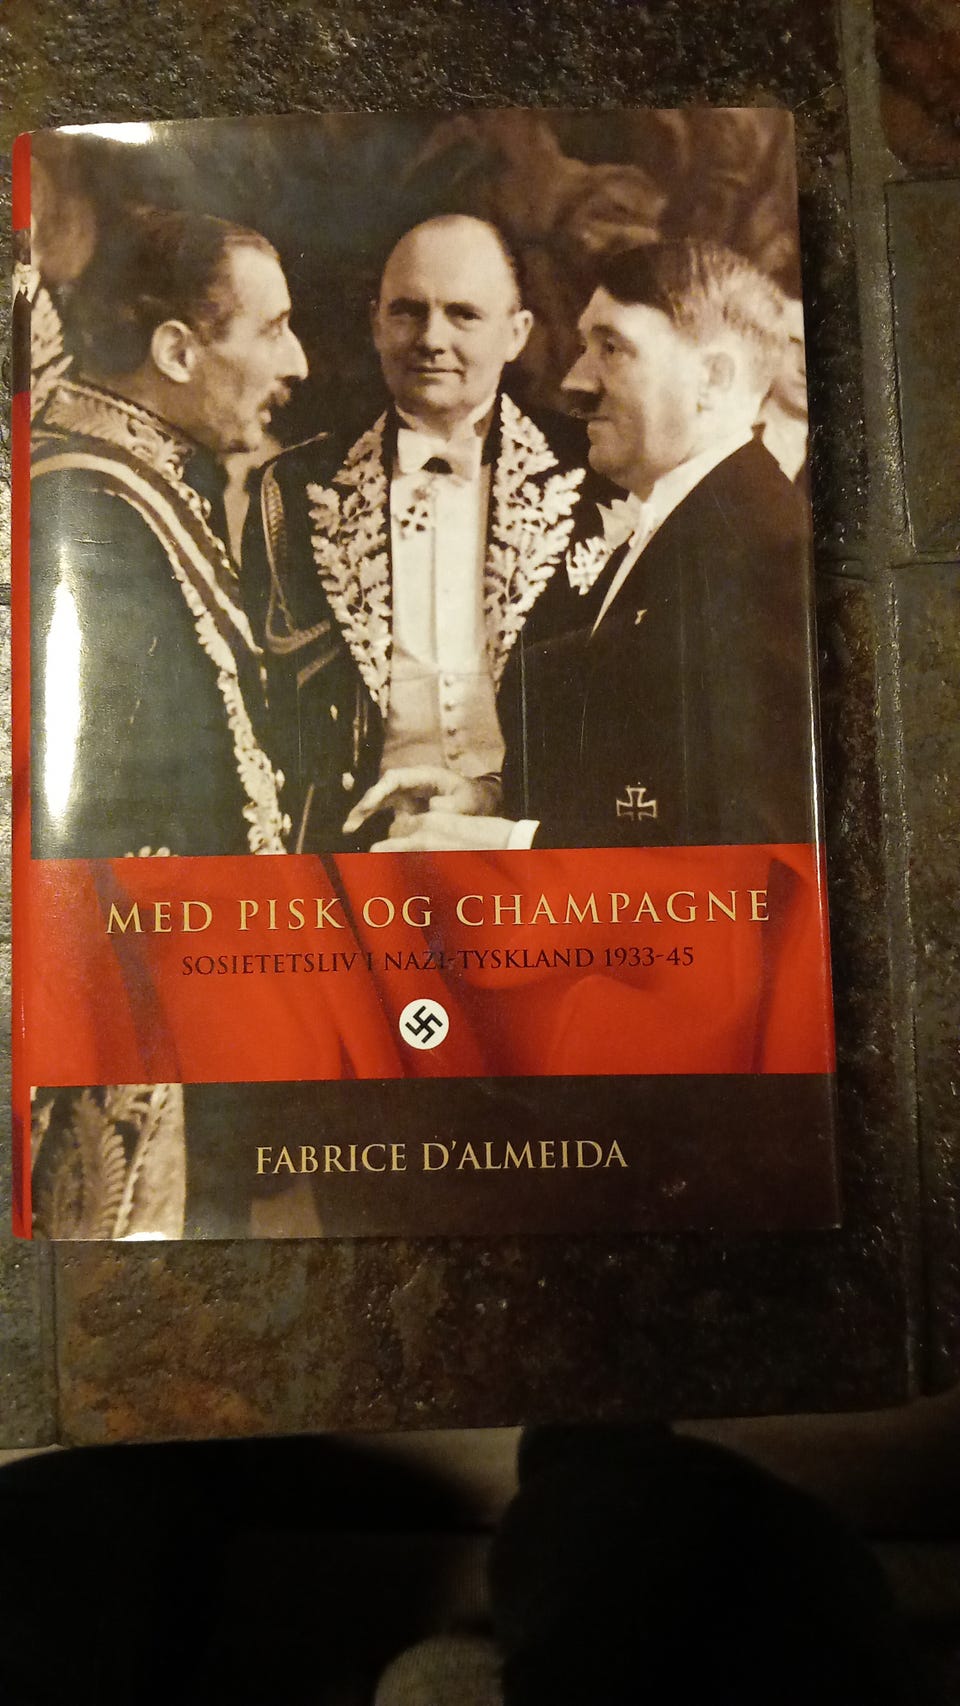 MED PISK OG CHAMPAGNE
SOSIETETSLIV I NAZI-TYSKLAND 1933-45
FABRICE D'ALMEIDA